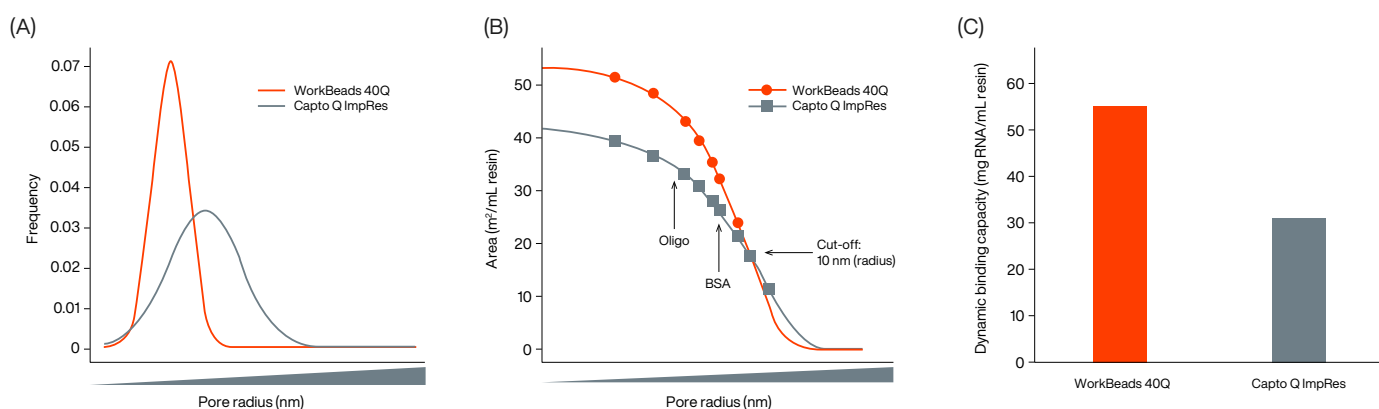 (A)
Frequency
0.07
0.06
0.05
0.04
0.03
0.02
0.01
0
WorkBeads 40Q
Capto Q ImpRes
Pore radius (nm)
(B)
Area (m²/mL resin)
50
40
30
20
10
0
WorkBeads 40Q
Capto Q ImpRes
Oligo
BSA
Cut-off:
10 nm (radius)
Pore radius (nm)
(C)
Dynamic binding capacity (mg RNA/mL resin)
60
50
60
30
20
10
0
WorkBeads 40Q
Capto Q ImpRes